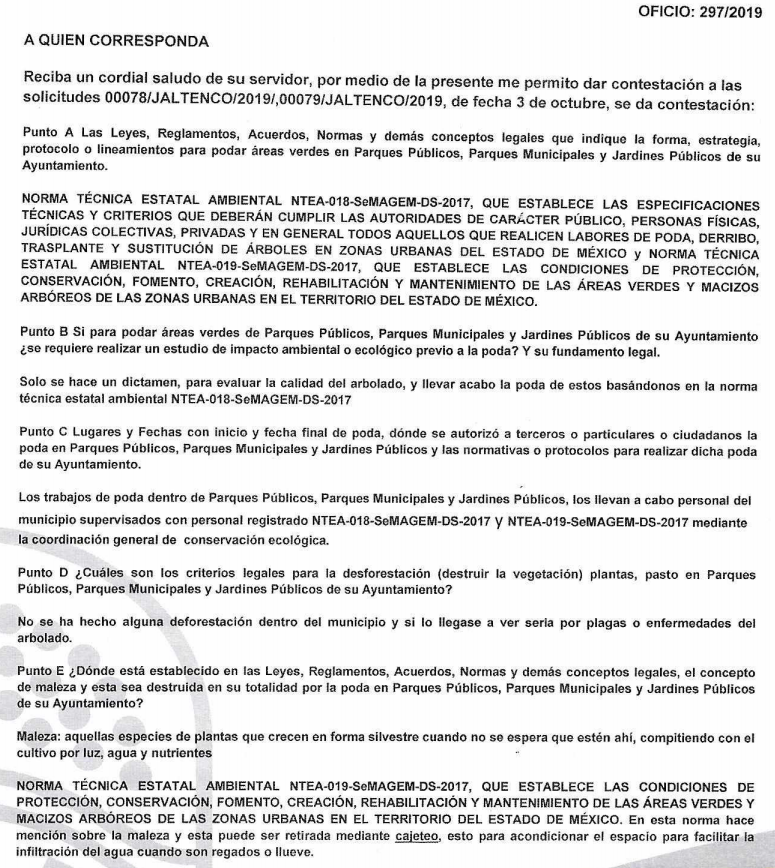 OFICIO: 297/2019
A QUIEN CORRESPONDA
Reciba un cordial saludo de su servidor, por medio de la presente me permito dar contestación a las
solicitudes 00078/JALTENCO/2019/,00079/JALTENCO/2019, de fecha 3 de octubre, se da contestación:
Punto A Las Leyes, Reglamentos, Acuerdos, Normas y demás conceptos legales que indique la forma, estrategia,
protocolo o lineamientos para podar áreas verdes en Parques Públicos, Parques Municipales y Jardines Públicos de su
Ayuntamiento.
NORMA TÉCNICA ESTATAL AMBIENTAL NTEA-018-SeMAGEM-DS-2017, QUE ESTABLECE LAS ESPECIFICACIONES
TÉCNICAS Y CRITERIOS QUE DEBERÁN CUMPLIR LAS AUTORIDADES DE CARÁCTER PÚBLICO, PERSONAS FÍSICAS,
JURÍDICAS COLECTIVAS, PRIVADAS Y EN GENERAL TODOS AQUELLOS QUE REALICEN LABORES DE PODA, DERRIBO,
TRASPLANTE Y SUSTITUCIÓN DE ÁRBOLES EN ZONAS URBANAS DEL ESTADO DE MÉXICO y NORMA TÉCNICA
ESTATAL AMBIENTAL NTEA-019-SeMAGEM-DS-2017, QUE ESTABLECE LAS CONDICIONES DE PROTECCIÓN,
CONSERVACIÓN, FOMENTO, CREACIÓN, REHABILITACIÓN Y MANTENIMIENTO DE LAS ÁREAS VERDES Y MACIZOS
ARBÓREOS DE LAS ZONAS URBANAS EN EL TERRITORIO DEL ESTADO DE MÉXICO.
Punto B Si para podar áreas verdes de Parques Públicos, Parques Municipales y Jardines Públicos de su Ayuntamiento
¿se requiere realizar un estudio de impacto ambiental o ecológico previo a la poda? Y su fundamento legal.
Solo se hace un dictamen, para evaluar la calidad del arbolado, y llevar acabo la poda de estos basándonos en la norma
técnica estatal ambiental NTEA-018-SeMAGEM-DS-2017
Punto C Lugares y Fechas con inicio y fecha final de poda, dónde se autorizó a terceros o particulares o ciudadanos la
poda en Parques Públicos, Parques Municipales y Jardines Públicos y las normativas o protocolos para realizar dicha poda
de su Ayuntamiento.
Los trabajos de poda dentro de Parques Públicos, Parques Municipales y Jardines Públicos, los llevan a cabo personal del
municipio supervisados con personal registrado NTEA-018-SeMAGEM-DS-2017 y NTEA-019-SeMAGEM-DS-2017 mediante
la coordinación general de conservación ecológica.
Punto D ¿Cuáles son los criterios legales para la desforestación (destruir la vegetación) plantas, pasto en Parques
Públicos, Parques Municipales y Jardines Públicos de su Ayuntamiento?
No se ha hecho alguna deforestación dentro del municipio y si lo llegase a ver seria por plagas o enfermedades del
arbolado.
Punto E ¿Dónde está establecido en las Leyes, Reglamentos, Acuerdos, Normas y demás conceptos legales, el concepto
de maleza y esta sea destruida en su totalidad por la poda en Parques Públicos, Parques Municipales y Jardines Públicos
de su Ayuntamiento?
Maleza: aquellas especies de plantas que crecen en forma silvestre cuando no se espera que estén ahí, compitiendo con el
cultivo por luz, agua y nutrientes
NORMA TÉCNICA ESTATAL AMBIENTAL NTEA-019-SeMAGEM-DS-2017, QUE ESTABLECE LAS CONDICIONES DE
PROTECCIÓN, CONSERVACIÓN, FOMENTO, CREACIÓN, REHABILITACIÓN Y MANTENIMIENTO DE LAS ÁREAS VERDES Y
MACIZOS ARBÓREOS DE LAS ZONAS URBANAS EN EL TERRITORIO DEL ESTADO DE MÉXICO. En esta norma hace
mención sobre la maleza y esta puede ser retirada mediante cajeteo, esto para acondicionar el espacio para facilitar la
infiltración del agua cuando son regados o llueve.